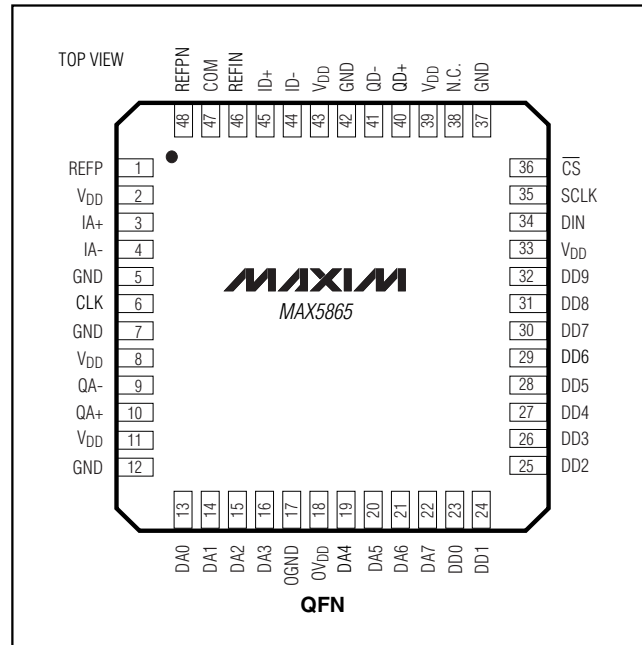 TOP VIEW
REFPN COM REFIN ID+ ID- VDD GND QD- QD+ VDD N.C. GND
48 47 46 45 44 43 42 41 40 39 38 37
REFP 1
VDD 2
IA+ 3
IA- 4
GND 5
CLK 6
GND 7
VDD 8
QA- 9
QA+ 10
VDD 11
GND 12
MAXIM
MAX5865
36 C̅S̅
35 SCLK
34 DIN
33 VDD
32 DD9
31 DD8
30 DD7
29 DD6
28 DD5
27 DD4
26 DD3
25 DD2
13 14 15 16 17 18 19 20 21 22 23 24
DA0 DA1 DA2 DA3 OGND OVDD DA4 DA5 DA6 DA7 DD0 DD1
QFN